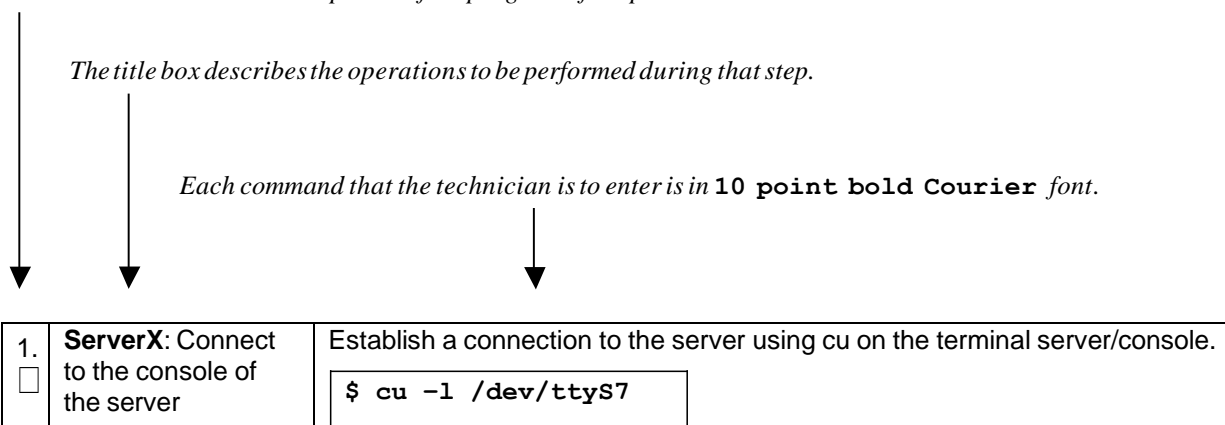 The title box describes the operations to be performed during that step.
Each command that the technician is to enter is in 10 point bold Courier font.
1.
ServerX: Connect
to the console of
the server
Establish a connection to the server using cu on the terminal server/console.
$ cu –l /dev/ttyS7